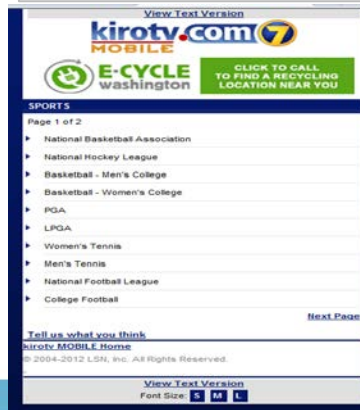 View Text Version
kirotv.com 7
MOBILE
E-CYCLE
washington
CLICK TO CALL
TO FIND A RECYCLING
LOCATION NEAR YOU
SPORTS
Page 1 of 2
National Basketball Association
National Hockey League
Basketball - Men's College
Basketball - Women's College
PGA
LPGA
Women's Tennis
Men's Tennis
National Football League
College Football
Next Page
Tell us what you think
kirotv MOBILE Home
© 2004-2012 LSN, Inc. All Rights Reserved.
View Text Version
Font Size: S M L